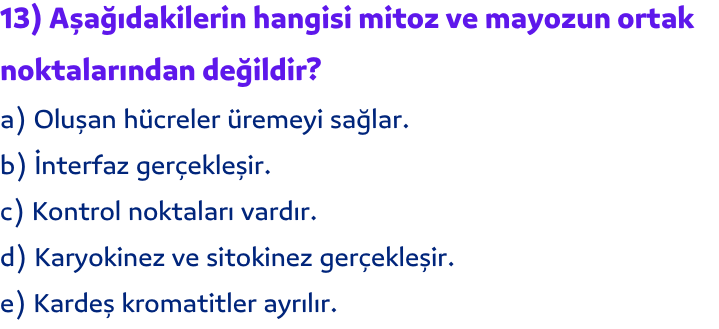 13) Aşağıdakilerin hangisi mitoz ve mayozun ortak
noktalarından değildir?
a) Oluşan hücreler üremeyi sağlar.
b) İnterfaz gerçekleşir.
c) Kontrol noktaları vardır.
d) Karyokinez ve sitokinez gerçekleşir.
e) Kardeş kromatitler ayrılır.